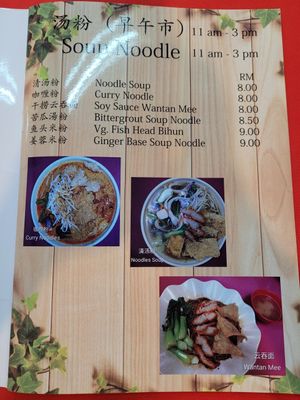 汤粉 (早午市) 11 am - 3 pm
Soup Noodle 11 am - 3 pm
RM
清汤粉 Noodle Soup 8.00
咖喱粉 Curry Noodle 8.00
干捞云吞面 Soy Sauce Wantan Mee 8.00
苦瓜汤粉 Bittergrout Soup Noodle 8.50
鱼头米粉 Vg. Fish Head Bihun 9.00
姜蓉米粉 Ginger Base Soup Noodle 9.00
Curry Noodles
清汤粉
Noodles Soup
云吞面
Wantan Mee